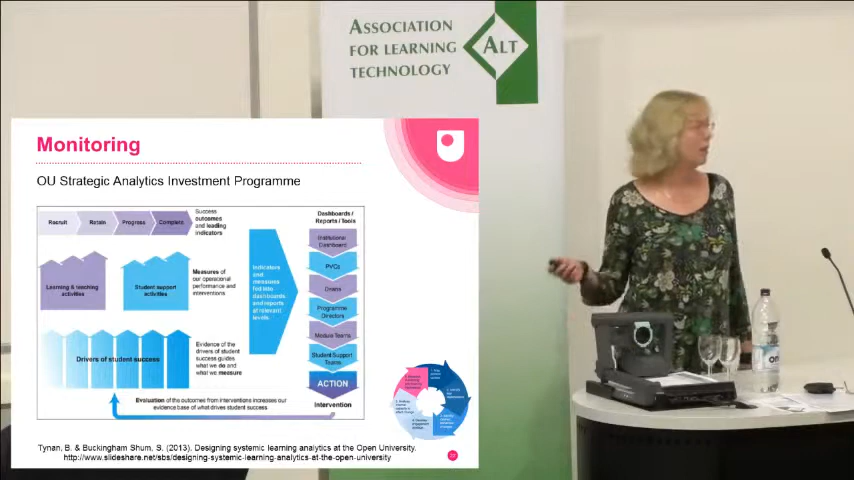 ASSOCIATION
FOR LEARNING
TECHNOLOGY
ALT
Monitoring
OU Strategic Analytics Investment Programme
Recruit
Retain
Progress
Complete
Success
outcomes
and leading
indicators
Dashboards /
Reports / Tools
Institutional
Dashboard
PVCs
Deans
Programme
Directors
Module Teams
Student Support
Teams
ACTION
Intervention
Learning & teaching
activities
Student support
activities
Measures of
our operational
performance and
interventions
Indicators
and
measures
fed into
dashboards
and reports
at relevant
levels.
Drivers of student success
Evidence of the
drivers of student
success guides
what we do and
what we measure
Evaluation of the outcome from interventions increases our
evidence base of what drives student success.
Tynan, B. & Buckingham Shum, S. (2013). Designing systemic learning analytics at the Open University.
http://www.slideshare.net/sbs/designing-systemic-learning-analytics-at-the-open-university